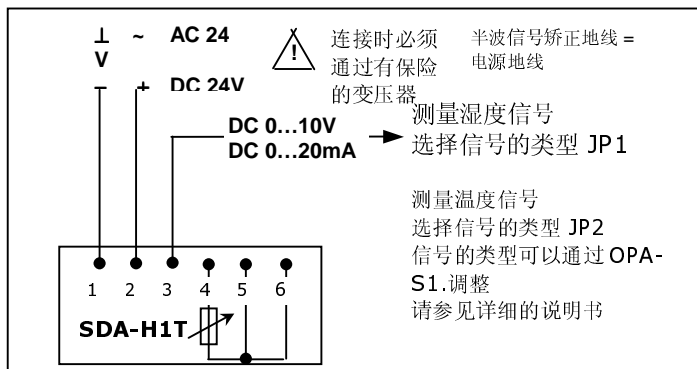 ⊥ ~ AC 24
V
– + DC 24V
!
连接时必须
通过有保险
的变压器
半波信号矫正地线 =
电源地线
DC 0...10V
DC 0...20mA
测量湿度信号
选择信号的类型 JP1
测量温度信号
选择信号的类型 JP2
信号的类型可以通过 OPA-
S1.调整
请参见详细的说明书
1 2 3 4 5 6
SDA-H1T